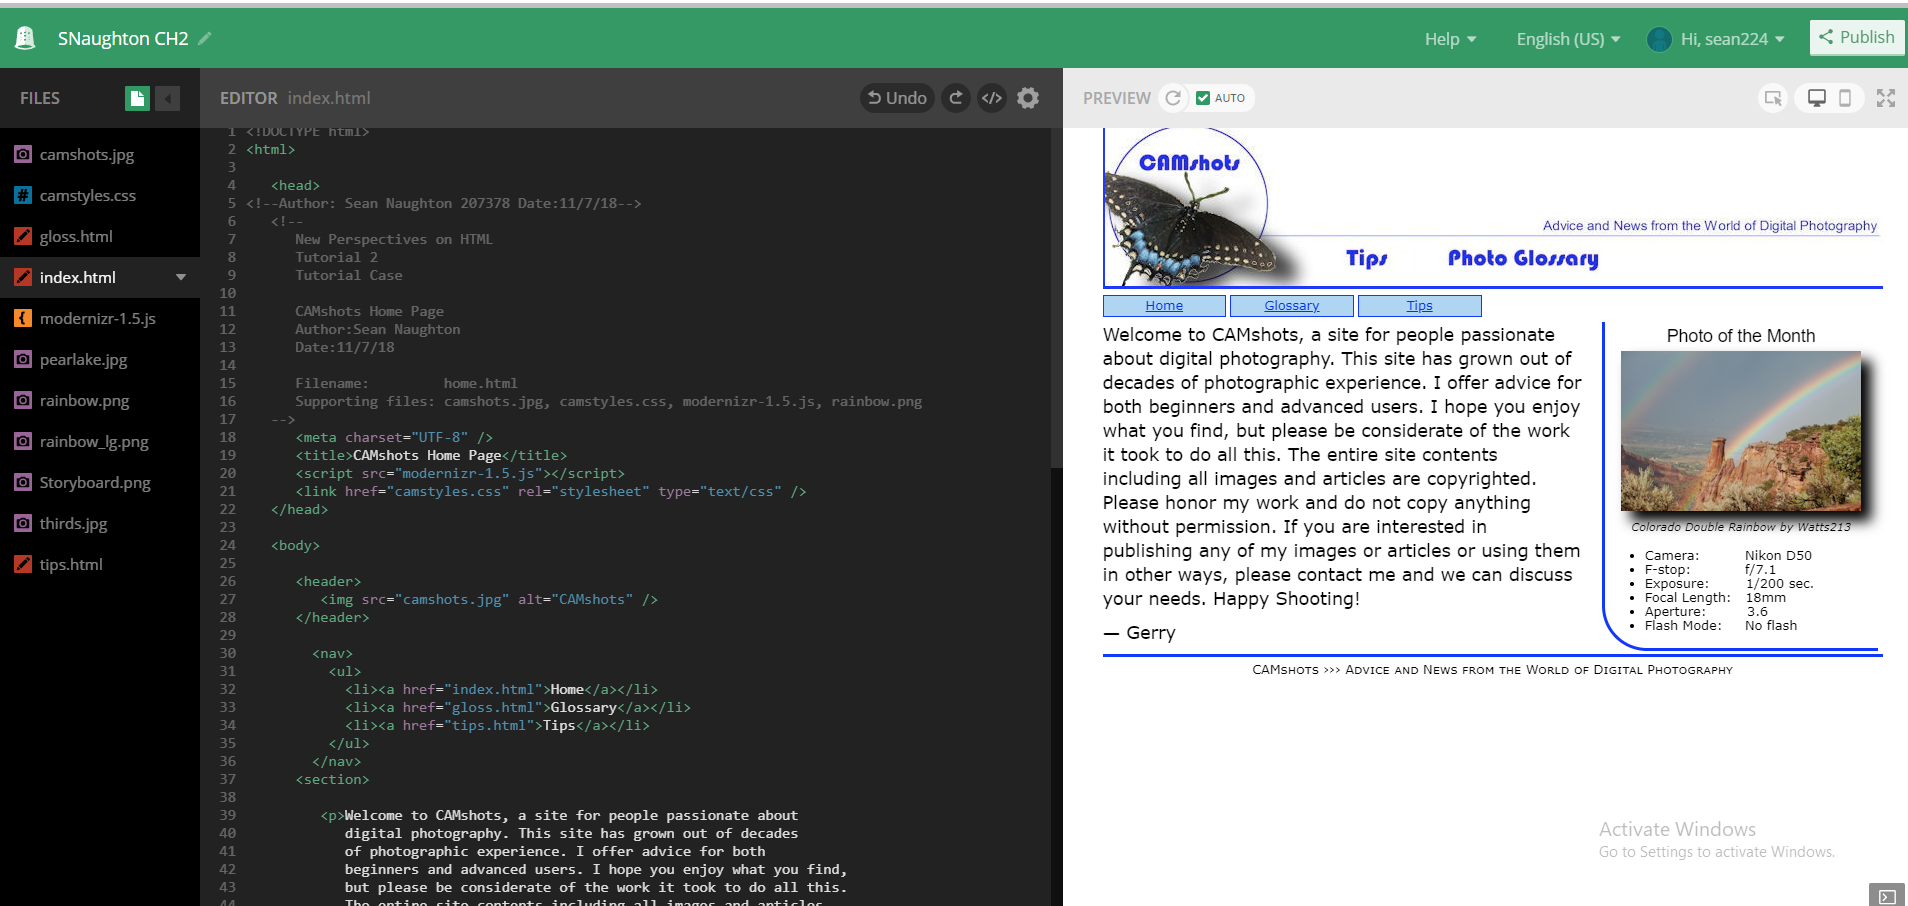 SNaughton CH2
Help
English (US)
Hi, sean224
Publish
FILES
camshots.jpg
camstyles.css
gloss.html
index.html
modernizr-1.5.js
pearlake.jpg
rainbow.png
rainbow_lg.png
Storyboard.png
thirds.jpg
tips.html
EDITOR index.html
Undo
1 <!DOCTYPE html>
2 <html>
3
4 <head>
5 <!--Author: Sean Naughton 207378 Date:11/7/18-->
6 <!--
7 New Perspectives on HTML
8 Tutorial 2
9 Tutorial Case
10
11 CAMshots Home Page
12 Author:Sean Naughton
13 Date:11/7/18
14
15 Filename: home.html
16 Supporting files: camshots.jpg, camstyles.css, modernizr-1.5.js, rainbow.png
17 -->
18 <meta charset="UTF-8" />
19 <title>CAMshots Home Page</title>
20 <script src="modernizr-1.5.js"></script>
21 <link href="camstyles.css" rel="stylesheet" type="text/css" />
22 </head>
23
24 <body>
25
26 <header>
27 <img src="camshots.jpg" alt="CAMshots" />
28 </header>
29
30 <nav>
31 <ul>
32 <li><a href="index.html">Home</a></li>
33 <li><a href="gloss.html">Glossary</a></li>
34 <li><a href="tips.html">Tips</a></li>
35 </ul>
36 </nav>
37 <section>
38
39 <p>Welcome to CAMshots, a site for people passionate about
40 digital photography. This site has grown out of decades
41 of photographic experience. I offer advice for both
42 beginners and advanced users. I hope you enjoy what you find,
43 but please be considerate of the work it took to do all this.
44 The entire site contents including all images and articles
PREVIEW
AUTO
CAMshots
Advice and News from the World of Digital Photography
Tips Photo Glossary
Home Glossary Tips
Welcome to CAMshots, a site for people passionate
about digital photography. This site has grown out of
decades of photographic experience. I offer advice for
both beginners and advanced users. I hope you enjoy
what you find, but please be considerate of the work
it took to do all this. The entire site contents
including all images and articles are copyrighted.
Please honor my work and do not copy anything
without permission. If you are interested in
publishing any of my images or articles or using them
in other ways, please contact me and we can discuss
your needs. Happy Shooting!
— Gerry
Photo of the Month
Colorado Double Rainbow by Watts213
• Camera: Nikon D50
• F-stop: f/7.1
• Exposure: 1/200 sec.
• Focal Length: 18mm
• Aperture: 3.6
• Flash Mode: No flash
CAMshots >>> Advice and News from the World of Digital Photography
Activate Windows
Go to Settings to activate Windows.